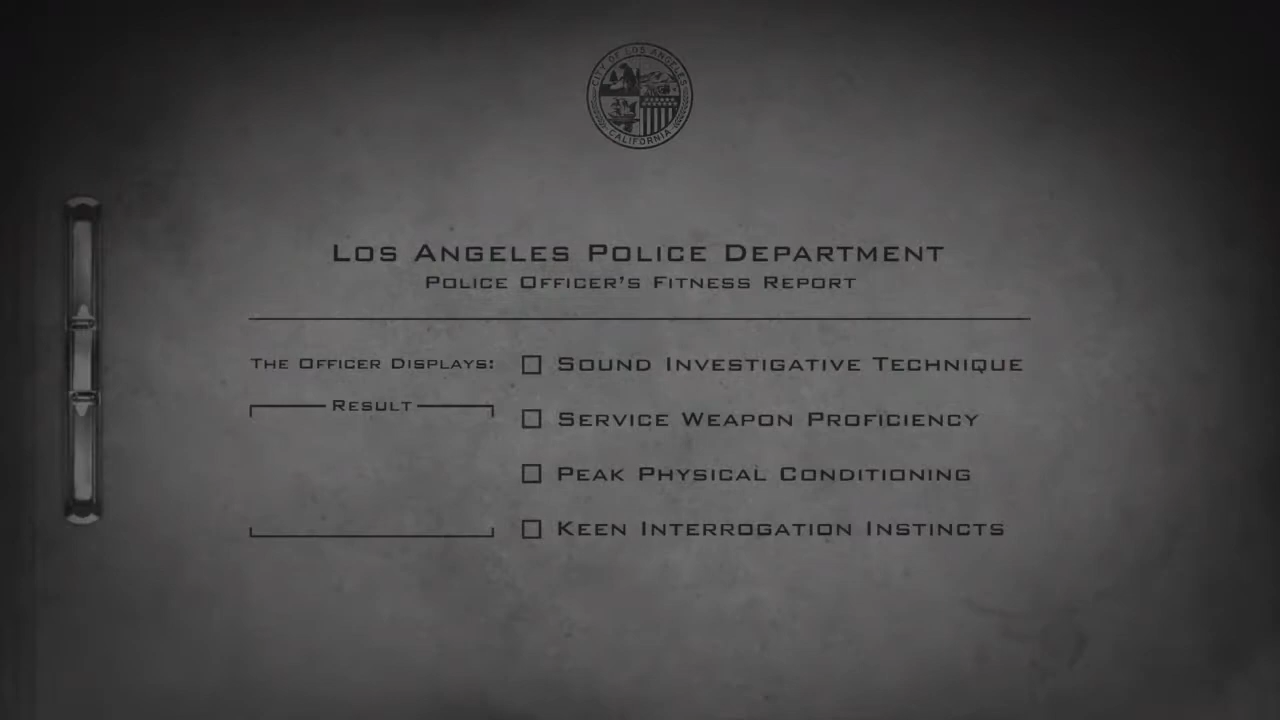 CITY OF LOS ANGELES
CALIFORNIA
LOS ANGELES POLICE DEPARTMENT
POLICE OFFICER'S FITNESS REPORT
THE OFFICER DISPLAYS:
SOUND INVESTIGATIVE TECHNIQUE
RESULT
SERVICE WEAPON PROFICIENCY
PEAK PHYSICAL CONDITIONING
KEEN INTERROGATION INSTINCTS